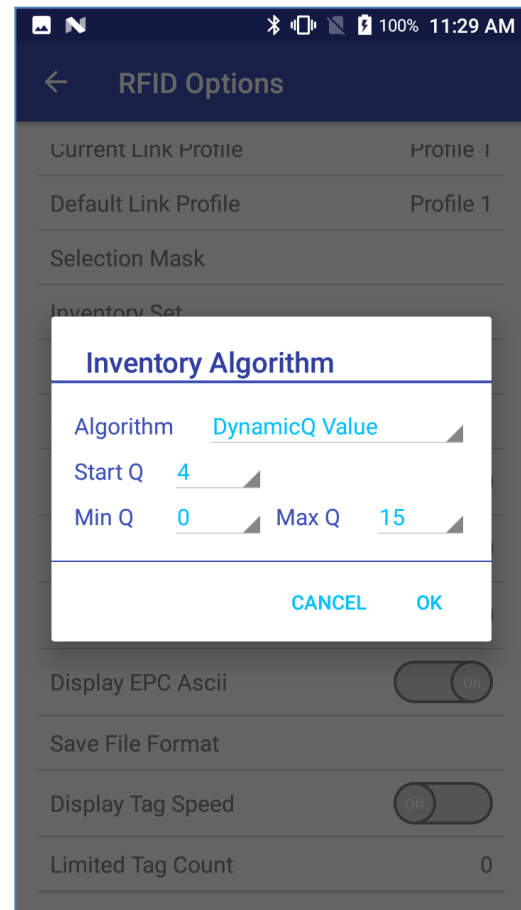 100% 11:29 AM
RFID Options
Current Link Profile Profile 1
Default Link Profile Profile 1
Selection Mask
Inventory Set
Inventory Algorithm
Algorithm DynamicQ Value
Start Q 4
Min Q 0 Max Q 15
CANCEL OK
Display EPC Ascii On
Save File Format
Display Tag Speed Off
Limited Tag Count 0